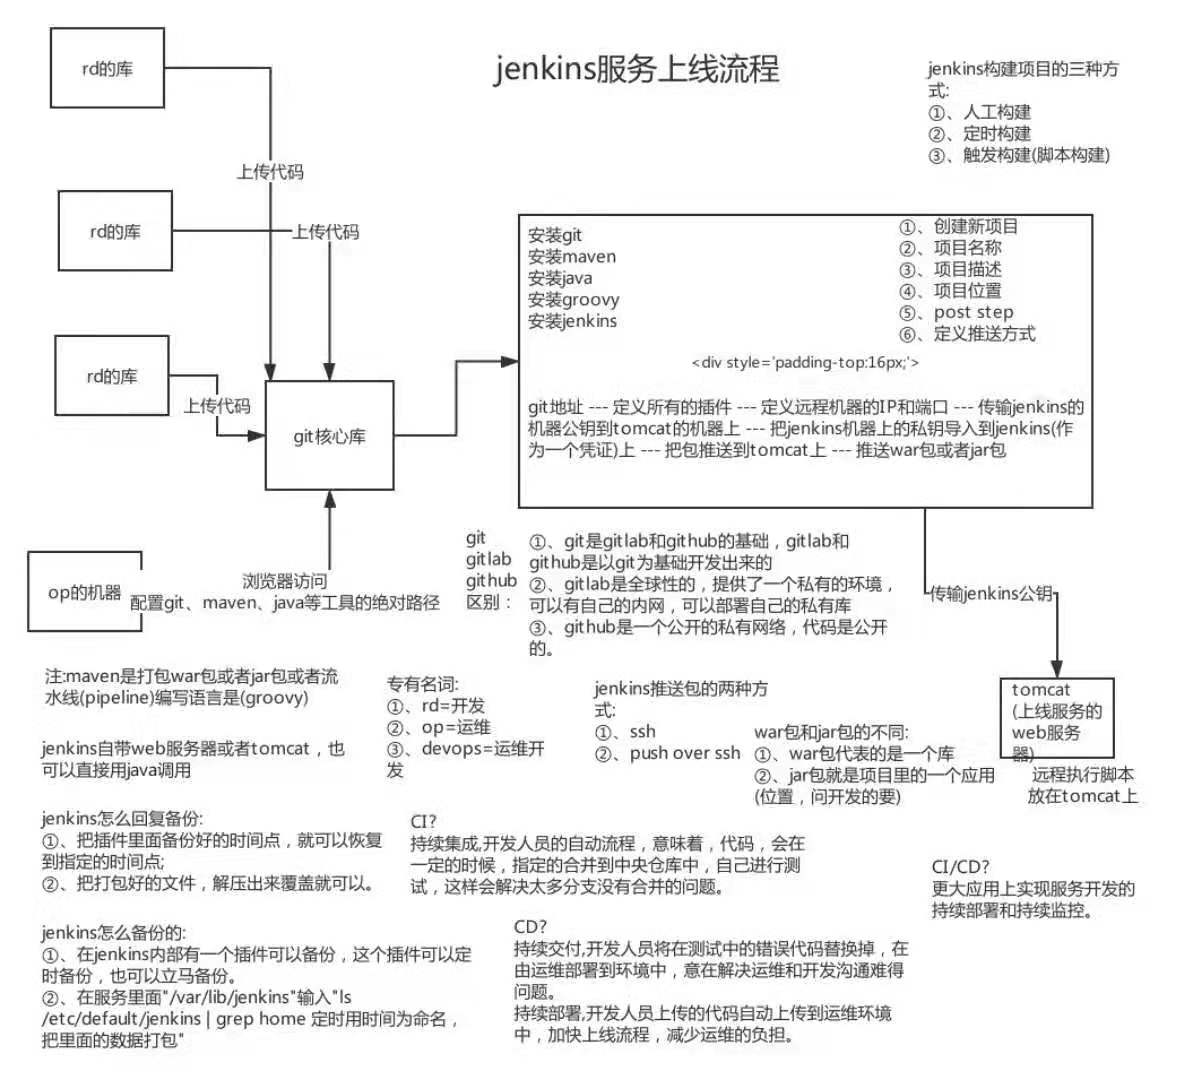 jenkins服务上线流程
rd的库
上传代码
rd的库
上传代码
rd的库
上传代码
git核心库
op的机器
浏览器访问
配置git、maven、java等工具的绝对路径
jenkins构建项目的三种方
式:
①、人工构建
②、定时构建
③、触发构建(脚本构建)
安装git
安装maven
安装java
安装groovy
安装jenkins
①、创建新项目
②、项目名称
③、项目描述
④、项目位置
⑤、post step
⑥、定义推送方式
<div style='padding-top:16px;'>
git地址 --- 定义所有的插件 --- 定义远程机器的IP和端口 --- 传输jenkins的
机器公钥到tomcat的机器上 --- 把jenkins机器上的私钥导入到jenkins(作
为一个凭证)上 --- 把包推送到tomcat上 --- 推送war包或者jar包
git
gitlab
github
区别：
①、git是gitlab和github的基础，gitlab和
github是以git为基础开发出来的
②、gitlab是全球性的，提供了一个私有的环境，
可以有自己的内网，可以部署自己的私有库
③、github是一个公开的私有网络，代码是公开
的。
传输jenkins公钥
tomcat
(上线服务的
web服务
器)
远程执行脚本
放在tomcat上
注:maven是打包war包或者jar包或者流
水线(pipeline)编写语言是(groovy)
jenkins自带web服务器或者tomcat，也
可以直接用java调用
专有名词:
①、rd=开发
②、op=运维
③、devops=运维开
发
jenkins推送包的两种方
式:
①、ssh
②、push over ssh
war包和jar包的不同:
①、war包代表的是一个库
②、jar包就是项目里的一个应用
(位置，问开发的要)
jenkins怎么回复备份:
①、把插件里面备份好的时间点，就可以恢复
到指定的时间点;
②、把打包好的文件，解压出来覆盖就可以。
CI?
持续集成,开发人员的自动流程，意味着，代码，会在
一定的时候，指定的合并到中央仓库中，自己进行测
试，这样会解决太多分支没有合并的问题。
CI/CD?
更大应用上实现服务开发的
持续部署和持续监控。
jenkins怎么备份的:
①、在jenkins内部有一个插件可以备份，这个插件可以定
时备份，也可以立马备份。
②、在服务里面"/var/lib/jenkins"输入"ls
/etc/default/jenkins | grep home 定时用时间为命名，
把里面的数据打包"
CD?
持续交付,开发人员将在测试中的错误代码替换掉，在
由运维部署到环境中，意在解决运维和开发沟通难得
问题。
持续部署,开发人员上传的代码自动上传到运维环境
中，加快上线流程，减少运维的负担。